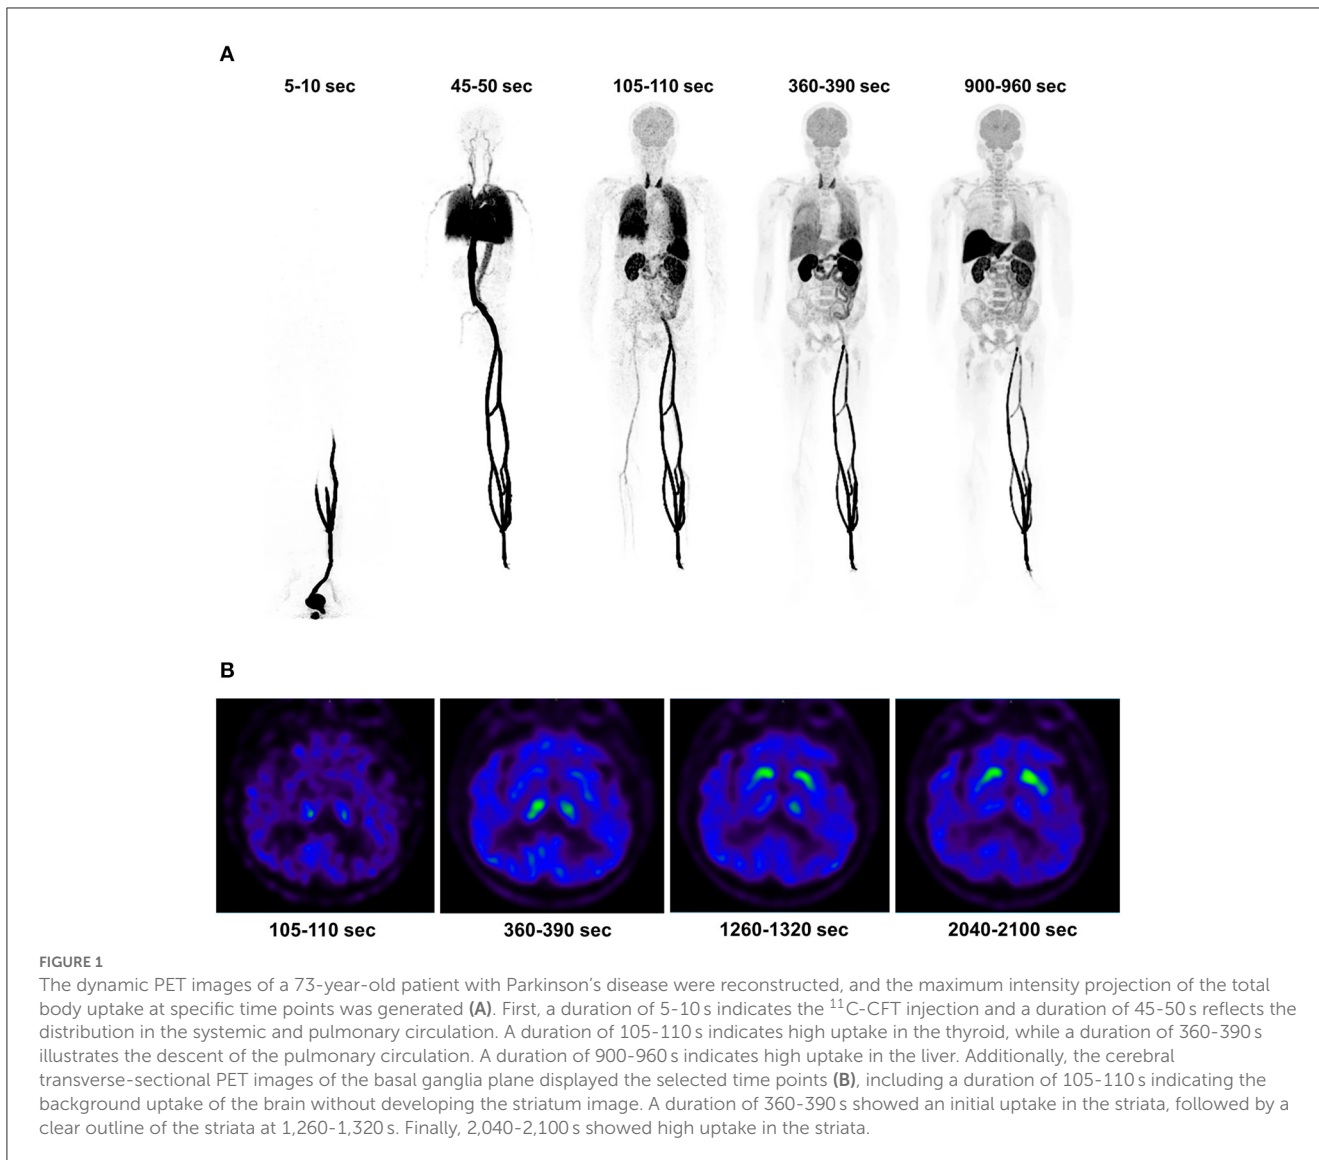 A
5-10 sec 45-50 sec 105-110 sec 360-390 sec 900-960 sec
B
105-110 sec 360-390 sec 1260-1320 sec 2040-2100 sec
FIGURE 1
The dynamic PET images of a 73-year-old patient with Parkinson’s disease were reconstructed, and the maximum intensity projection of the total
body uptake at specific time points was generated (A). First, a duration of 5-10 s indicates the ¹¹C-CFT injection and a duration of 45-50 s reflects the
distribution in the systemic and pulmonary circulation. A duration of 105-110 s indicates high uptake in the thyroid, while a duration of 360-390 s
illustrates the descent of the pulmonary circulation. A duration of 900-960 s indicates high uptake in the liver. Additionally, the cerebral
transverse-sectional PET images of the basal ganglia plane displayed the selected time points (B), including a duration of 105-110 s indicating the
background uptake of the brain without developing the striatum image. A duration of 360-390 s showed an initial uptake in the striata, followed by a
clear outline of the striata at 1,260-1,320 s. Finally, 2,040-2,100 s showed high uptake in the striata.